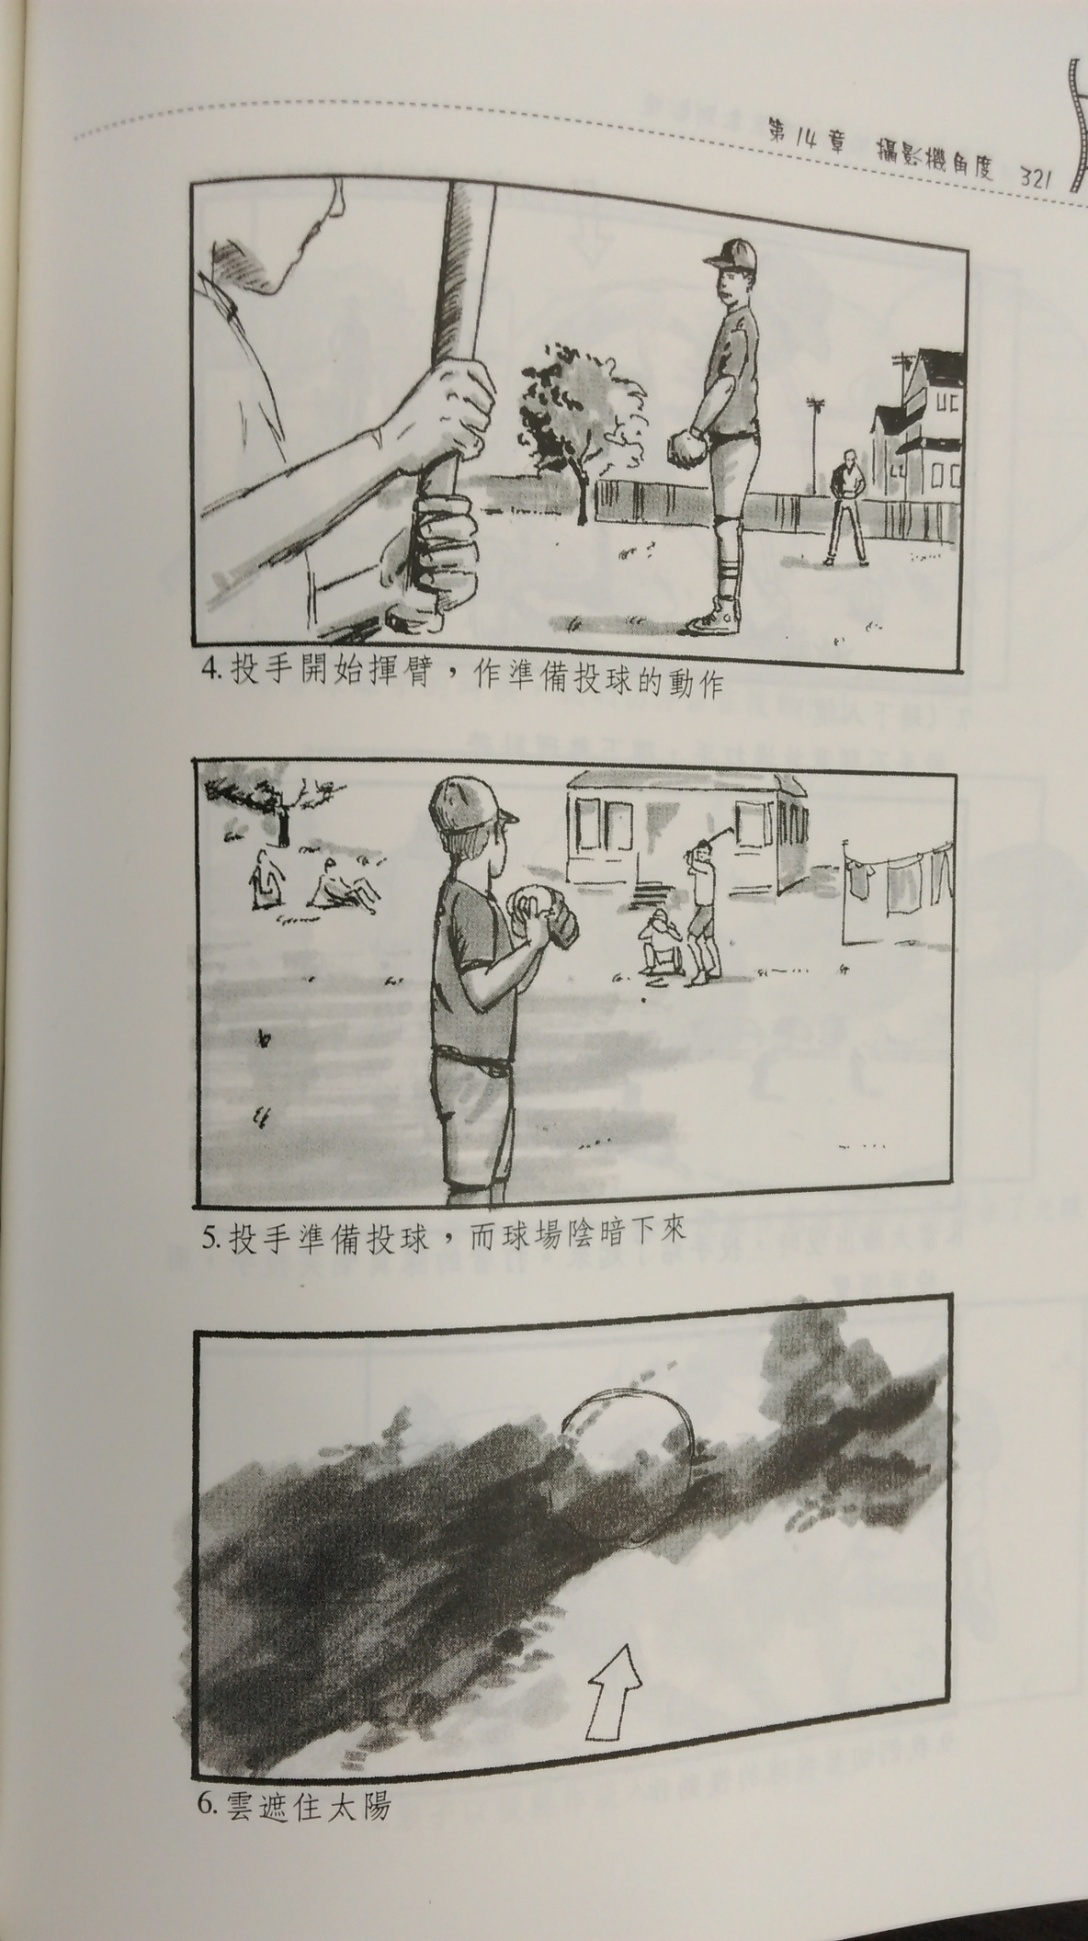 第14章 攝影機角度 321
4. 投手開始揮臂，作準備投球的動作
5. 投手準備投球，而球場陰暗下來
6. 雲遮住太陽